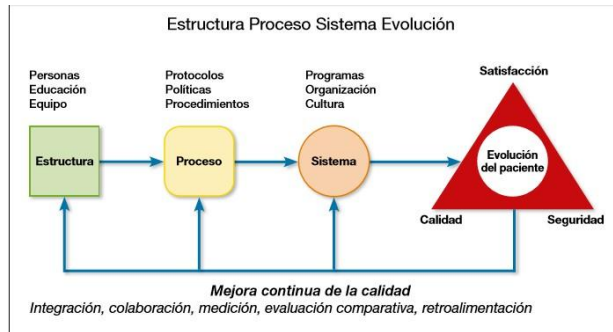 Estructura Proceso Sistema Evolución
Personas
Educación
Equipo
Protocolos
Políticas
Procedimientos
Programas
Organización
Cultura
Satisfacción
Estructura
Proceso
Sistema
Evolución
del paciente
Calidad
Seguridad
Mejora continua de la calidad
Integración, colaboración, medición, evaluación comparativa, retroalimentación